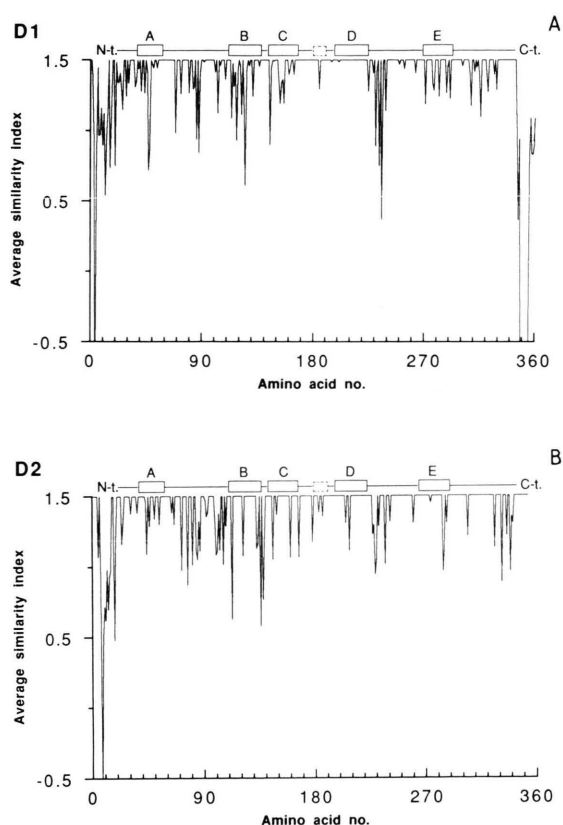 D1
A
N-t. A B C D E C-t.
1.5
0.5
-0.5
Average similarity index
0 90 180 270 360
Amino acid no.
D2
B
N-t. A B C D E C-t.
1.5
0.5
-0.5
Average similarity index
0 90 180 270 360
Amino acid no.